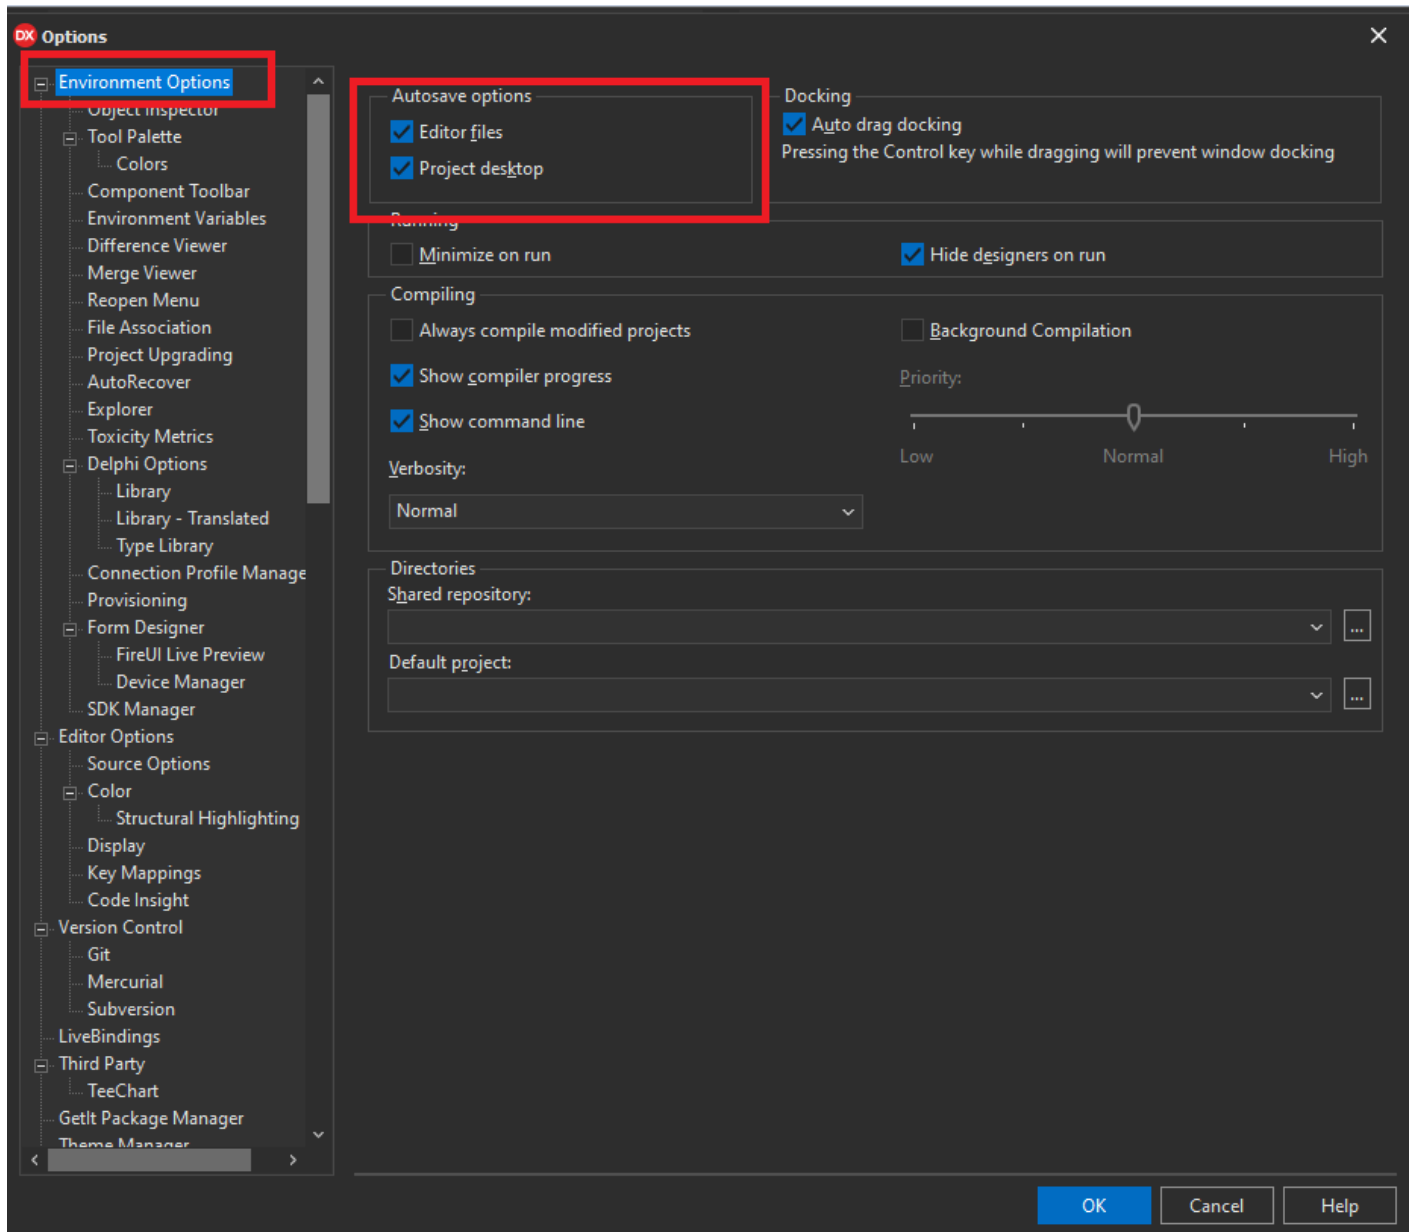 DX Options
Environment Options
Object Inspector
Tool Palette
Colors
Component Toolbar
Environment Variables
Difference Viewer
Merge Viewer
Reopen Menu
File Association
Project Upgrading
AutoRecover
Explorer
Toxicity Metrics
Delphi Options
Library
Library - Translated
Type Library
Connection Profile Manage
Provisioning
Form Designer
FireUI Live Preview
Device Manager
SDK Manager
Editor Options
Source Options
Color
Structural Highlighting
Display
Key Mappings
Code Insight
Version Control
Git
Mercurial
Subversion
LiveBindings
Third Party
TeeChart
GetIt Package Manager
Theme Manager
Autosave options
Editor files
Project desktop
Docking
Auto drag docking
Pressing the Control key while dragging will prevent window docking
Running
Minimize on run
Hide designers on run
Compiling
Always compile modified projects
Background Compilation
Show compiler progress
Priority:
Show command line
Low Normal High
Verbosity:
Normal
Directories
Shared repository:
...
Default project:
...
OK Cancel Help